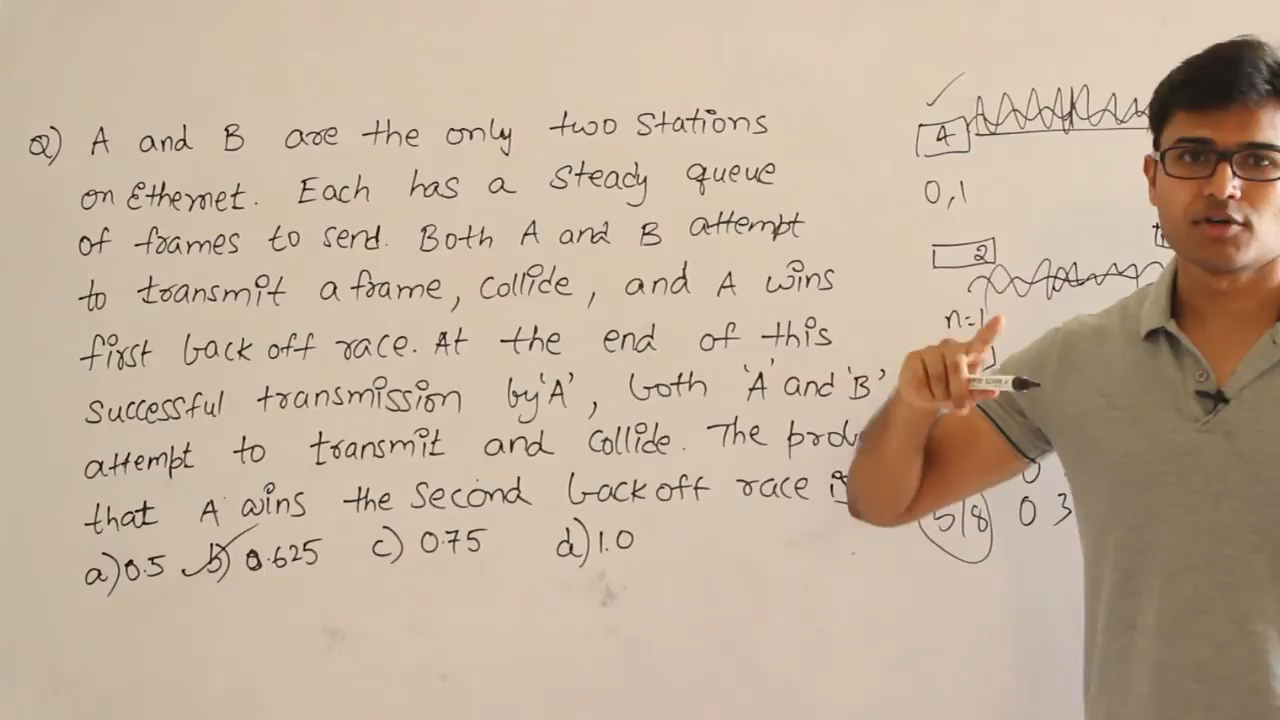 Q) A and B are the only two stations
on Ethernet. Each has a steady queue
of frames to send. Both A and B attempt
to transmit a frame, collide, and A wins
first back off race. At the end of this
successful transmission by 'A', both 'A' and 'B'
attempt to transmit and collide. The prob
that A wins the second back off race
a) 0.5 b) 0.625 c) 0.75 d) 1.0
4
0,1
2
n=1
0
5/8 0 3